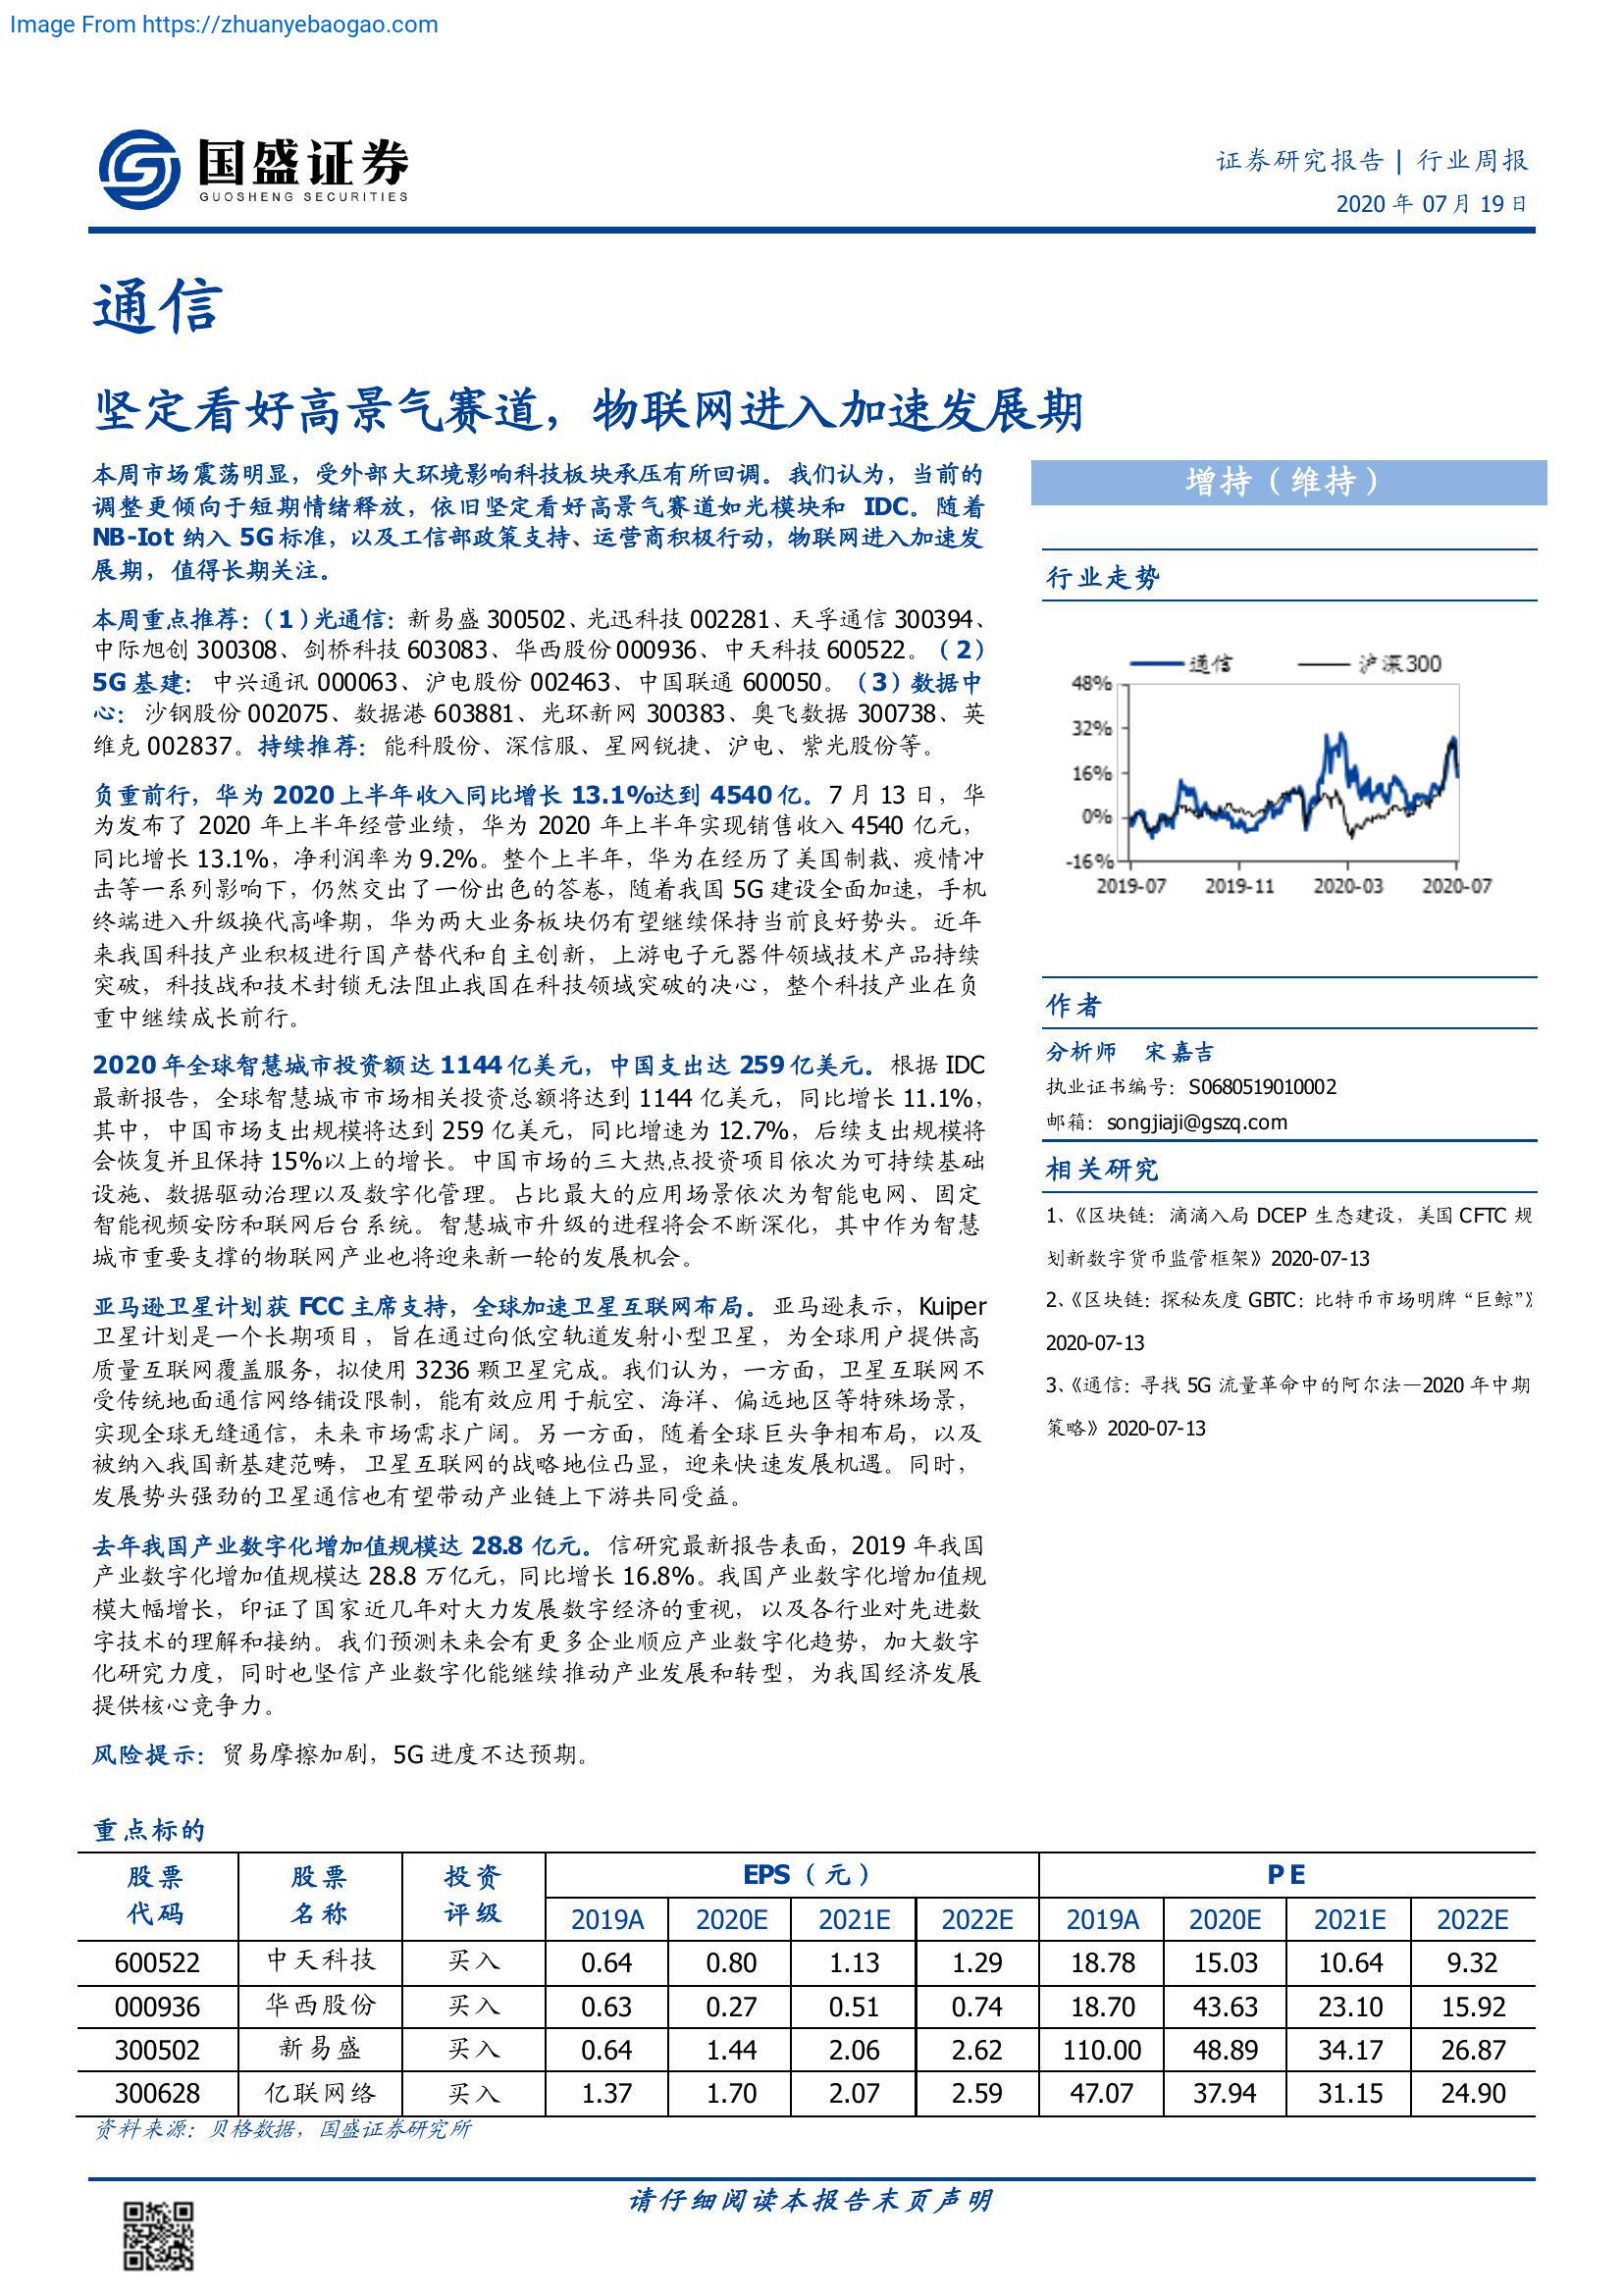 Image From https://zhuanyebaogao.com
国盛证券
GUOSHENG SECURITIES
证券研究报告 | 行业周报
2020 年 07 月 19 日
通信
坚定看好高景气赛道，物联网进入加速发展期
本周市场震荡明显，受外部大环境影响科技板块承压有所回调。我们认为，当前的
调整更倾向于短期情绪释放，依旧坚定看好高景气赛道如光模块和 IDC。随着
NB-Iot 纳入 5G 标准，以及工信部政策支持、运营商积极行动，物联网进入加速发
展期，值得长期关注。
本周重点推荐：（1）光通信：新易盛 300502、光迅科技 002281、天孚通信 300394、
中际旭创 300308、剑桥科技 603083、华西股份 000936、中天科技 600522。（2）
5G 基建：中兴通讯 000063、沪电股份 002463、中国联通 600050。（3）数据中
心：沙钢股份 002075、数据港 603881、光环新网 300383、奥飞数据 300738、英
维克 002837。持续推荐：能科股份、深信服、星网锐捷、沪电、紫光股份等。
负重前行，华为 2020 上半年收入同比增长 13.1%达到 4540 亿。7 月 13 日，华
为发布了 2020 年上半年经营业绩，华为 2020 年上半年实现销售收入 4540 亿元，
同比增长 13.1%，净利润率为 9.2%。整个上半年，华为在经历了美国制裁、疫情冲
击等一系列影响下，仍然交出了一份出色的答卷，随着我国 5G 建设全面加速，手机
终端进入升级换代高峰期，华为两大业务板块仍有望继续保持当前良好势头。近年
来我国科技产业积极进行国产替代和自主创新，上游电子元器件领域技术产品持续
突破，科技战和技术封锁无法阻止我国在科技领域突破的决心，整个科技产业在负
重中继续成长前行。
2020 年全球智慧城市投资额达 1144 亿美元，中国支出达 259 亿美元。根据 IDC
最新报告，全球智慧城市市场相关投资总额将达到 1144 亿美元，同比增长 11.1%，
其中，中国市场支出规模将达到 259 亿美元，同比增速为 12.7%，后续支出规模将
会恢复并且保持 15%以上的增长。中国市场的三大热点投资项目依次为可持续基础
设施、数据驱动治理以及数字化管理。占比最大的应用场景依次为智能电网、固定
智能视频安防和联网后台系统。智慧城市升级的进程将会不断深化，其中作为智慧
城市重要支撑的物联网产业也将迎来新一轮的发展机会。
亚马逊卫星计划获 FCC 主席支持，全球加速卫星互联网布局。亚马逊表示，Kuiper
卫星计划是一个长期项目，旨在通过向低空轨道发射小型卫星，为全球用户提供高
质量互联网覆盖服务，拟使用 3236 颗卫星完成。我们认为，一方面，卫星互联网不
受传统地面通信网络铺设限制，能有效应用于航空、海洋、偏远地区等特殊场景，
实现全球无缝通信，未来市场需求广阔。另一方面，随着全球巨头争相布局，以及
被纳入我国新基建范畴，卫星互联网的战略地位凸显，迎来快速发展机遇。同时，
发展势头强劲的卫星通信也有望带动产业链上下游共同受益。
去年我国产业数字化增加值规模达 28.8 亿元。信研究最新报告表面，2019 年我国
产业数字化增加值规模达 28.8 万亿元，同比增长 16.8%。我国产业数字化增加值规
模大幅增长，印证了国家近几年对大力发展数字经济的重视，以及各行业对先进数
字技术的理解和接纳。我们预测未来会有更多企业顺应产业数字化趋势，加大数字
化研究力度，同时也坚信产业数字化能继续推动产业发展和转型，为我国经济发展
提供核心竞争力。
风险提示：贸易摩擦加剧，5G 进度不达预期。
增持（维持）
行业走势
通信 沪深300
48%
32%
16%
0%
-16%
2019-07 2019-11 2020-03 2020-07
作者
分析师 宋嘉吉
执业证书编号：S0680519010002
邮箱：songjiaji@gszq.com
相关研究
1、《区块链：滴滴入局 DCEP 生态建设，美国 CFTC 规
划新数字货币监管框架》2020-07-13
2、《区块链：探秘灰度 GBTC：比特币市场明牌“巨鲸”》
2020-07-13
3、《通信：寻找 5G 流量革命中的阿尔法—2020 年中期
策略》2020-07-13
重点标的
股票 股票 投资 EPS（元） P E
代码 名称 评级 2019A 2020E 2021E 2022E 2019A 2020E 2021E 2022E
600522 中天科技 买入 0.64 0.80 1.13 1.29 18.78 15.03 10.64 9.32
000936 华西股份 买入 0.63 0.27 0.51 0.74 18.70 43.63 23.10 15.92
300502 新易盛 买入 0.64 1.44 2.06 2.62 110.00 48.89 34.17 26.87
300628 亿联网络 买入 1.37 1.70 2.07 2.59 47.07 37.94 31.15 24.90
资料来源：贝格数据，国盛证券研究所
请仔细阅读本报告末页声明